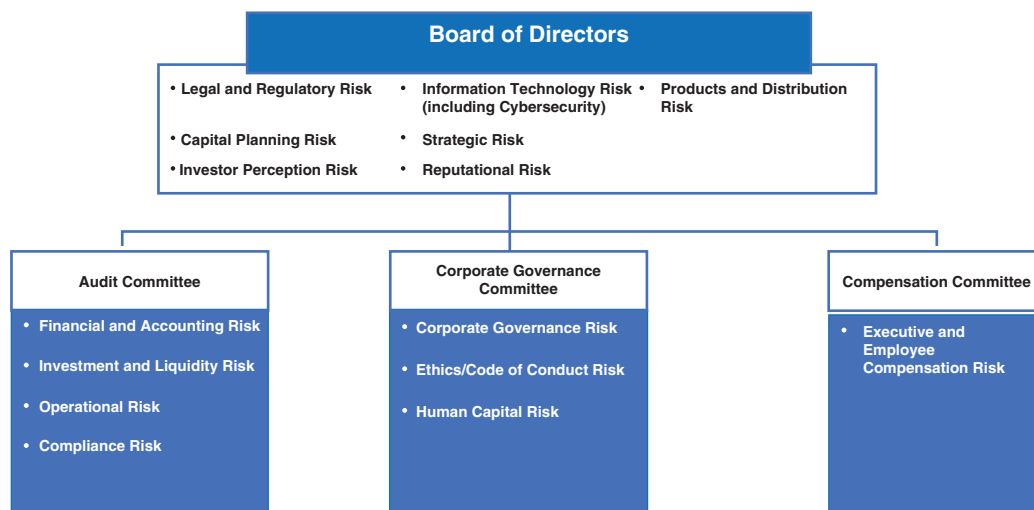 Board of Directors
• Legal and Regulatory Risk
• Information Technology Risk
(including Cybersecurity)
• Products and Distribution
Risk
• Capital Planning Risk
• Strategic Risk
• Investor Perception Risk
• Reputational Risk
Audit Committee
• Financial and Accounting Risk
• Investment and Liquidity Risk
• Operational Risk
• Compliance Risk
Corporate Governance
Committee
• Corporate Governance Risk
• Ethics/Code of Conduct Risk
• Human Capital Risk
Compensation Committee
• Executive and
Employee
Compensation Risk